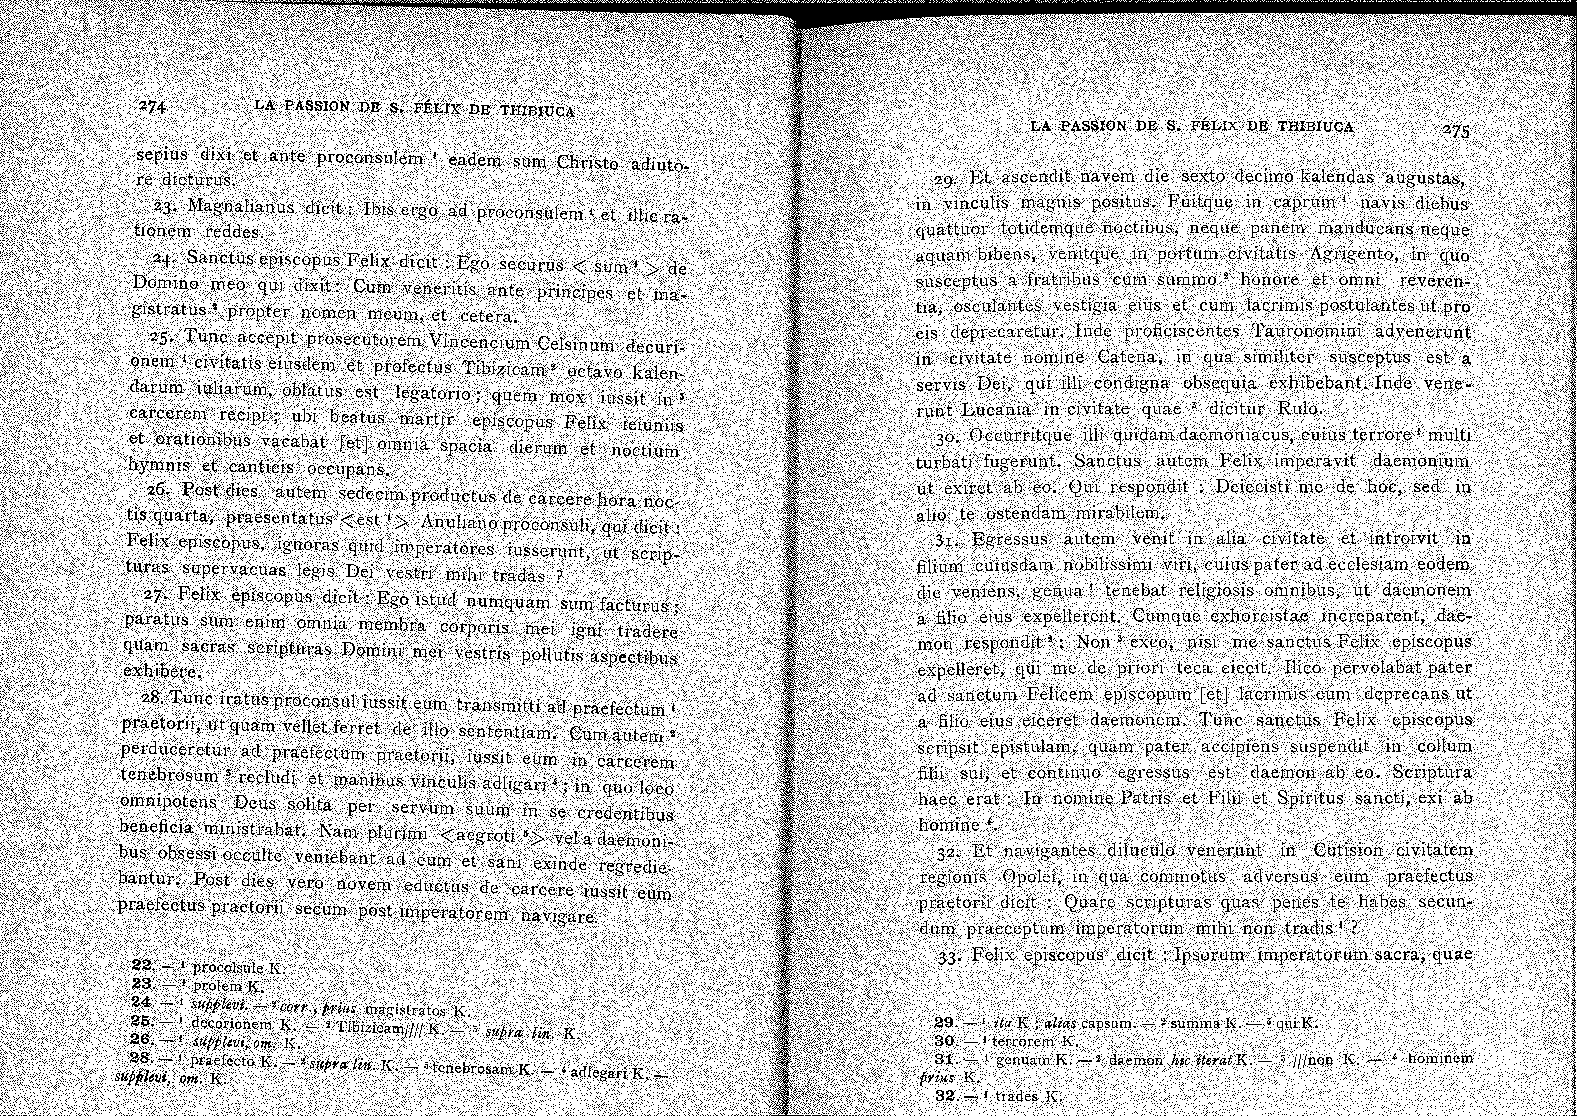 274 LA PASSION DE S. FÉLIX DE THIBIUCA
sepius dixi et ante proconsulem ¹ eadem sum Christo adiuto-
re dicturus.
23. Magnalianus dicit : Ibis ergo ad proconsulem ¹ et illic ra-
tionem reddes.
24. Sanctus episcopus Felix dicit : Ego securus < sum ¹ > de
Domino meo qui dixit : Cum veneritis ante principes et ma-
gistratus ² propter nomen meum, et cetera.
25. Tunc accepit prosecutorem Vincencium Celsinum decuri-
onem ¹ civitatis eiusdem et profectus Tibizicam ² octavo kalen-
darum iuliarum, oblatus est legatorio ; quem mox iussit in ³
carcerem recipi ; ubi beatus martir episcopus Felix ieiuniis
et orationibus vacabat [et] omnia spacia dierum et noctium
hymnis et canticis occupans.
26. Post dies autem sedecim productus de carcere hora noc-
tis quarta, praesentatus <est ¹> Anuliano proconsuli, qui dicit :
Felix episcopus, ignoras quid imperatores iusserunt, ut scrip-
turas supervacuas legis Dei vestri mihi tradas ?
27. Felix episcopus dicit : Ego istud numquam sum facturus ;
paratus sum enim omnia membra corporis mei igni tradere
quam sacras scripturas Domini mei vestris pollutis aspectibus
exhibere.
28. Tunc iratus proconsul iussit eum transmitti ad praefectum ¹
praetorii, ut quam vellet ferret de illo sententiam. Cum autem ²
perduceretur ad praefectum praetorii, iussit eum in carcerem
tenebrosum ³ recludi et manibus vinculis adligari ⁴ ; in quo loco
omnipotens Deus solita per servum suum in se credentibus
beneficia ministrabat. Nam plurimi <aegroti ⁵> vel a daemoni-
bus obsessi occulte veniebant ad eum et sani exinde regredie-
bantur. Post dies vero novem eductus de carcere iussit eum
praefectus praetorii secum post imperatorem navigare.
22. — ¹ procolsule K.
23. — ¹ prolem K.
24 — ¹ supplevi. — ² corr., prius magistratos K.
25. — ¹ decorionem K. — ² Tibizicam//// K. — ³ supra lin. K.
26. — ¹ supplevi, om. K.
28. — ¹ praefecto K. — ² supra lin. K. — ³ tenebrosam K. — ⁴ adlegari K. —
supplevi, om. K.
LA PASSION DE S. FÉLIX DE THIBIUCA 275
29. Et ascendit navem die sexto decimo kalendas augustas,
in vinculis magnis positus. Fuitque in caprum ¹ navis diebus
quattuor totidemque noctibus, neque panem manducans neque
aquam bibens, venitque in portum civitatis Agrigento, in quo
susceptus a fratribus cum summo ² honore et omni reveren-
tia, osculantes vestigia eius et cum lacrimis postulantes ut pro
eis deprecaretur. Inde proficiscentes Tauronomini advenerunt
in civitate nomine Catena, in qua similiter susceptus est a
servis Dei, qui illi condigna obsequia exhibebant. Inde vene-
runt Lucania in civitate quae ³ dicitur Rulo.
30. Occurritque illi quidam daemoniacus, cuius terrore ¹ multi
turbati fugerunt. Sanctus autem Felix imperavit daemonium
ut exiret ab eo. Qui respondit : Deiecisti me de hoc, sed in
alio te ostendam mirabilem.
31. Egressus autem venit in alia civitate et introivit in
filium cuiusdam nobilissimi viri, cuius pater ad ecclesiam eodem
die veniens, genua ¹ tenebat religiosis omnibus, ut daemonem
a filio eius expellerent. Cumque exhorcistae increparent, dae-
mon respondit ² : Non ³ exeo, nisi me sanctus Felix episcopus
expelleret, qui me de priori teca eiecit. Ilico pervolabat pater
ad sanctum Felicem episcopum [et] lacrimis eum deprecans ut
a filio eius eiceret daemonem. Tunc sanctus Felix episcopus
scripsit epistulam, quam pater accipiens suspendit in collum
filii sui, et continuo egressus est daemon ab eo. Scriptura
haec erat : In nomine Patris et Filii et Spiritus sancti, exi ab
homine ⁴.
32. Et navigantes diluculo venerunt in Cutision civitatem
regionis Opolei, in qua commotus adversus eum praefectus
praetorii dicit : Quare scripturas quas penes te habes secun-
dum praeceptum imperatorum mihi non tradis ¹ ?
33. Felix episcopus dicit : Ipsorum imperatorum sacra, quae
29. — ¹ ita K ; alias capsum. — ² summa K. — ³ qui K.
30. — ¹ terrorem K.
31. — ¹ genuam K. — ² daemon hic iterat K. — ³ ///non K. — ⁴ hominem
prius K.
32. — ¹ trades K.